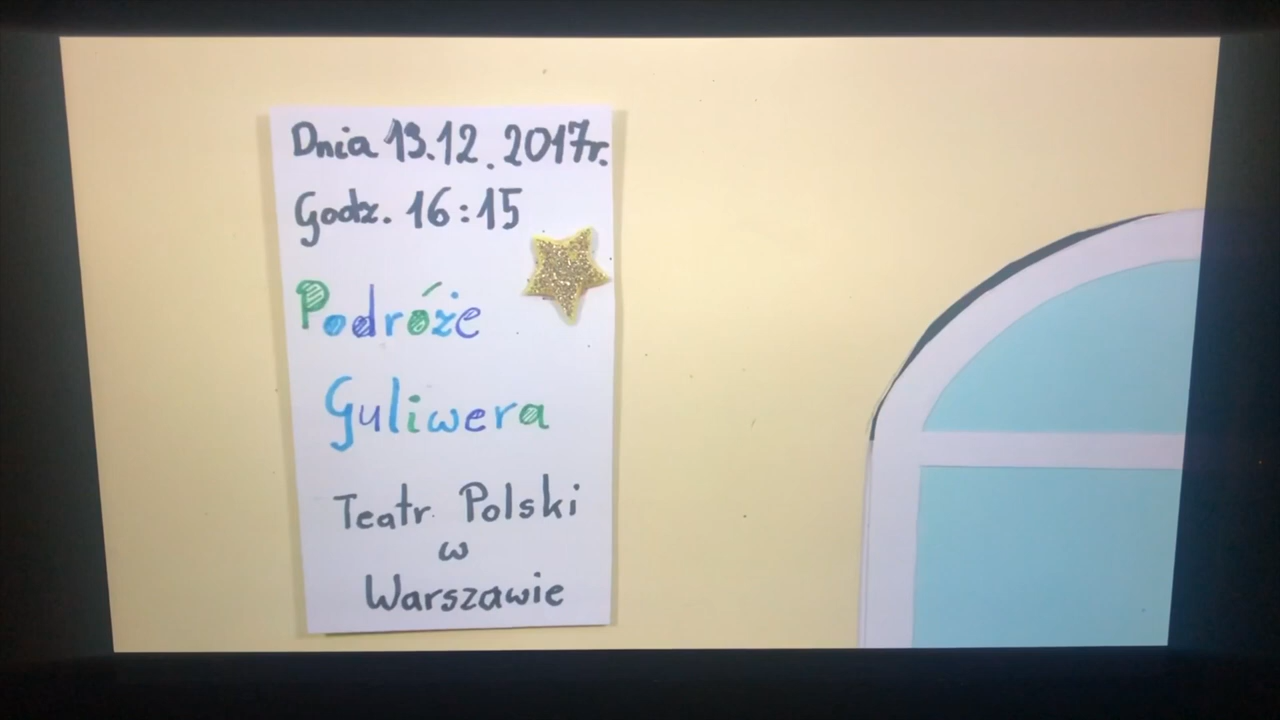 Dnia 13.12.2017r.
Godz. 16:15
Podróże
Guliwera
Teatr Polski
w
Warszawie